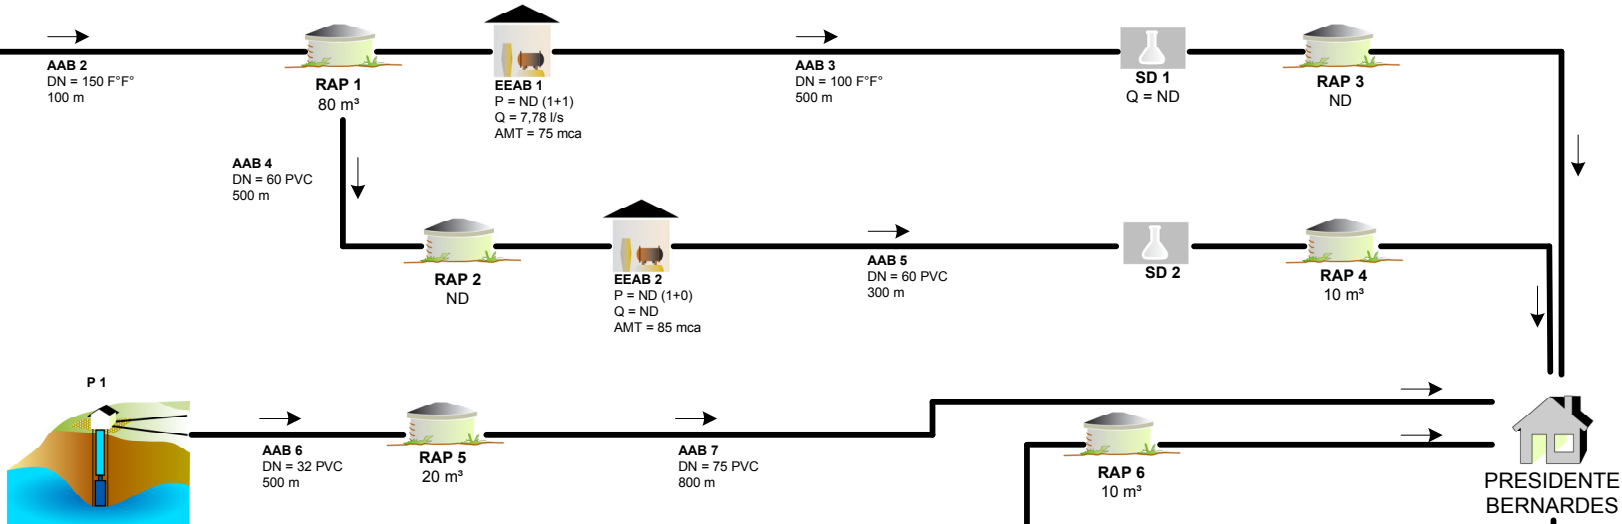 AAB 2
DN = 150 F°F°
100 m
RAP 1
80 m³
EEAB 1
P = ND (1+1)
Q = 7,78 l/s
AMT = 75 mca
AAB 3
DN = 100 F°F°
500 m
SD 1
Q = ND
RAP 3
ND
AAB 4
DN = 60 PVC
500 m
RAP 2
ND
EEAB 2
P = ND (1+0)
Q = ND
AMT = 85 mca
AAB 5
DN = 60 PVC
300 m
SD 2
RAP 4
10 m³
P 1
AAB 6
DN = 32 PVC
500 m
RAP 5
20 m³
AAB 7
DN = 75 PVC
800 m
RAP 6
10 m³
PRESIDENTE
BERNARDES